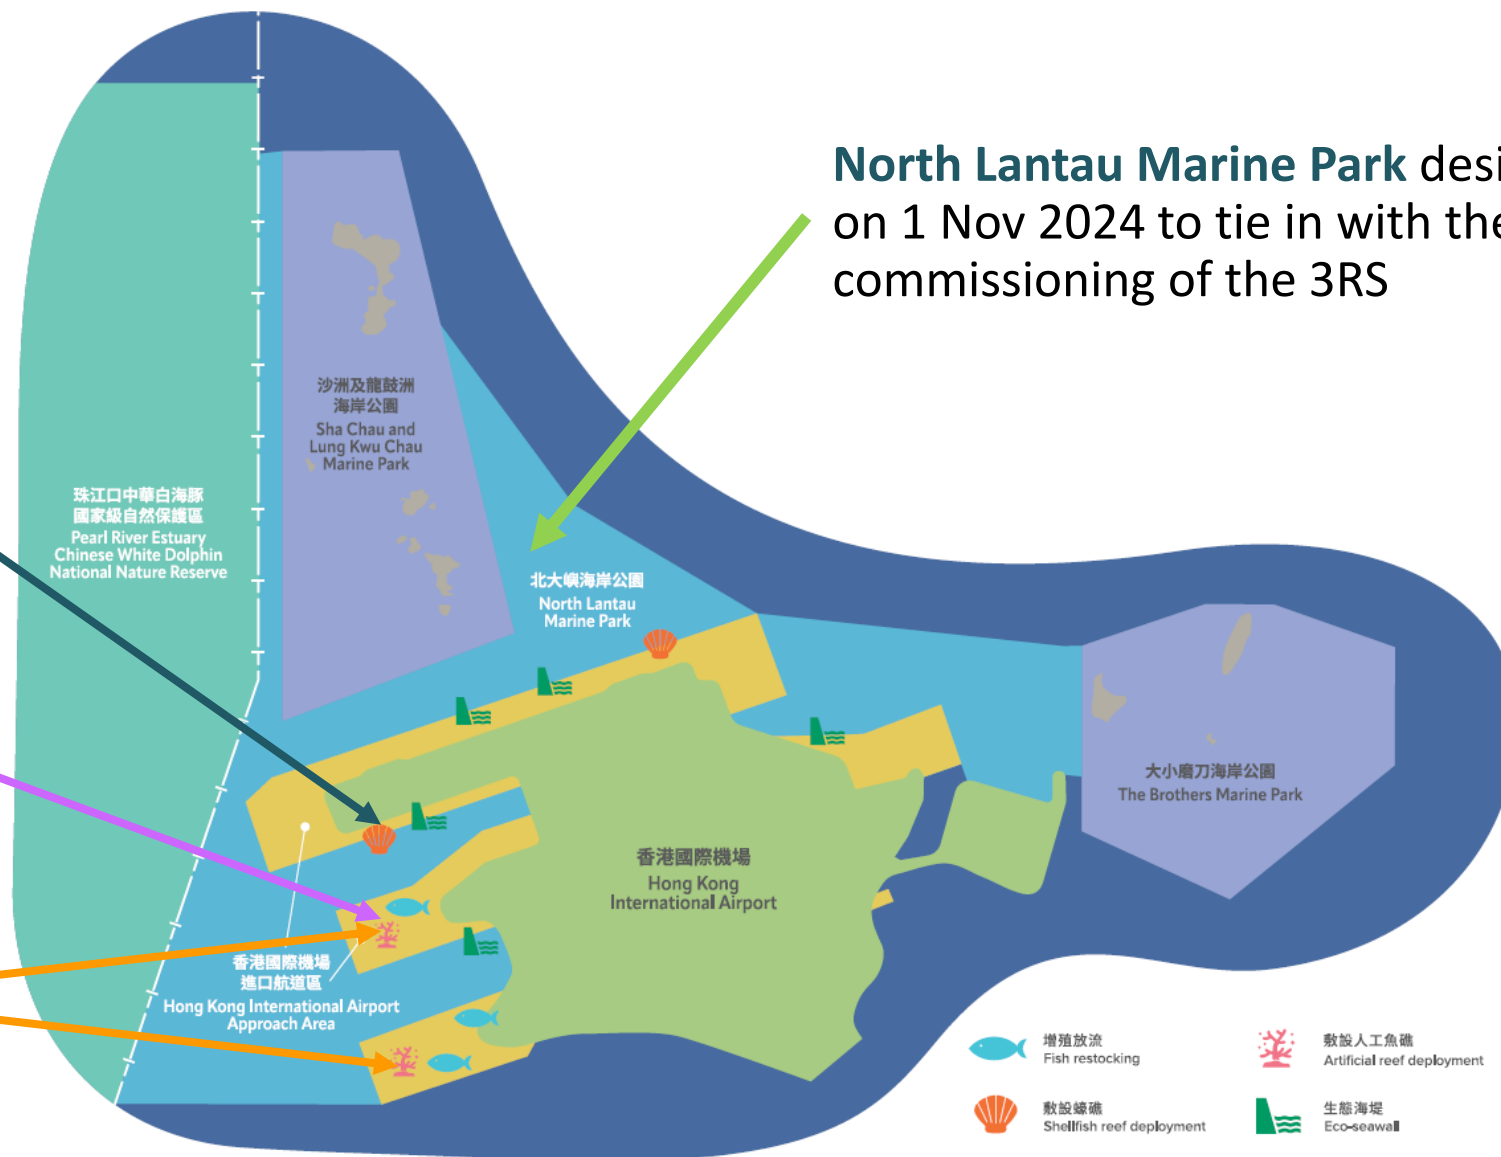 North Lantau Marine Park desi
on 1 Nov 2024 to tie in with the
commissioning of the 3RS
沙洲及龍鼓洲
海岸公園
Sha Chau and
Lung Kwu Chau
Marine Park
珠江口中華白海豚
國家級自然保護區
Pearl River Estuary
Chinese White Dolphin
National Nature Reserve
北大嶼海岸公園
North Lantau
Marine Park
大小磨刀海岸公園
The Brothers Marine Park
香港國際機場
Hong Kong
International Airport
香港國際機場
進口航道區
Hong Kong International Airport
Approach Area
增殖放流
Fish restocking
敷設人工魚礁
Artificial reef deployment
敷設蠔礁
Shellfish reef deployment
生態海堤
Eco-seawall